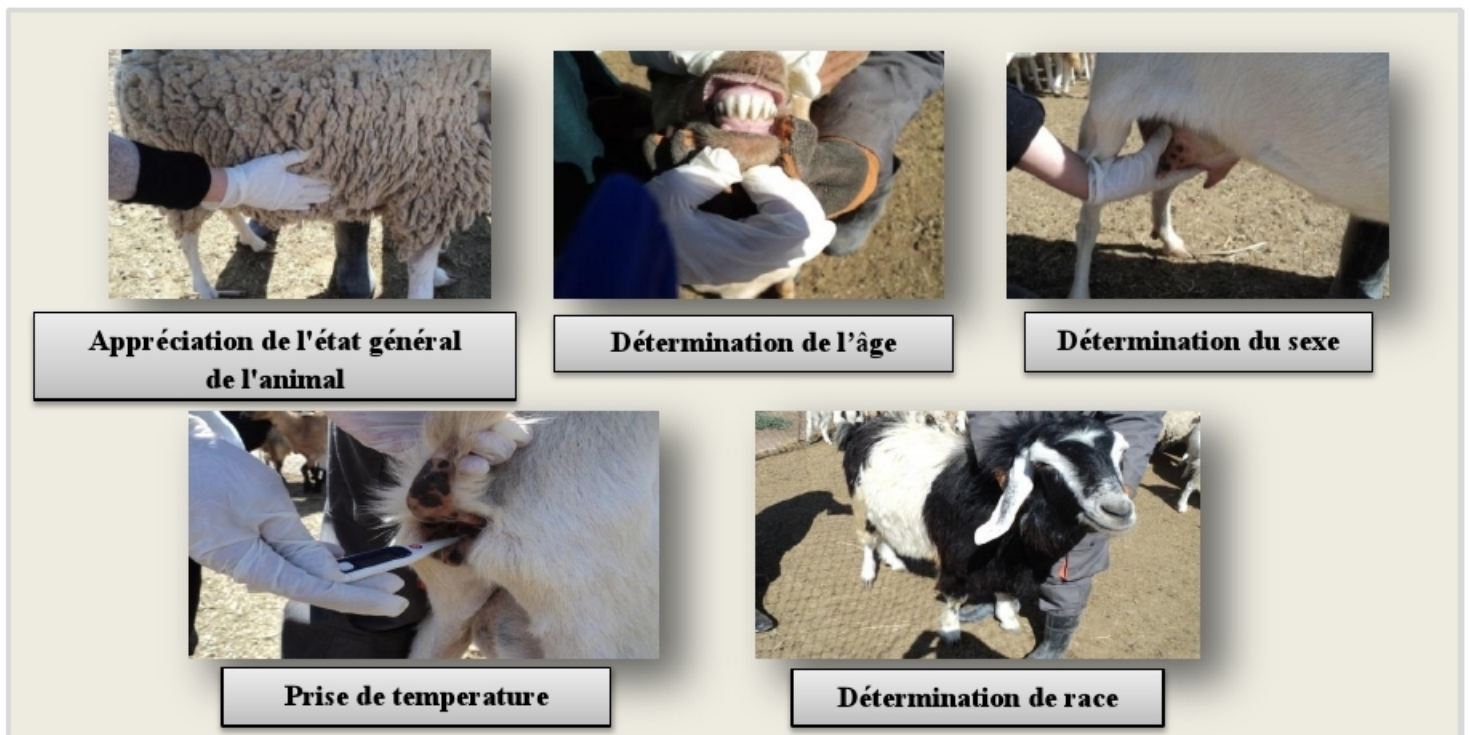 Appréciation de l'état général
de l'animal
Détermination de l’âge
Détermination du sexe
Prise de temperature
Détermination de race